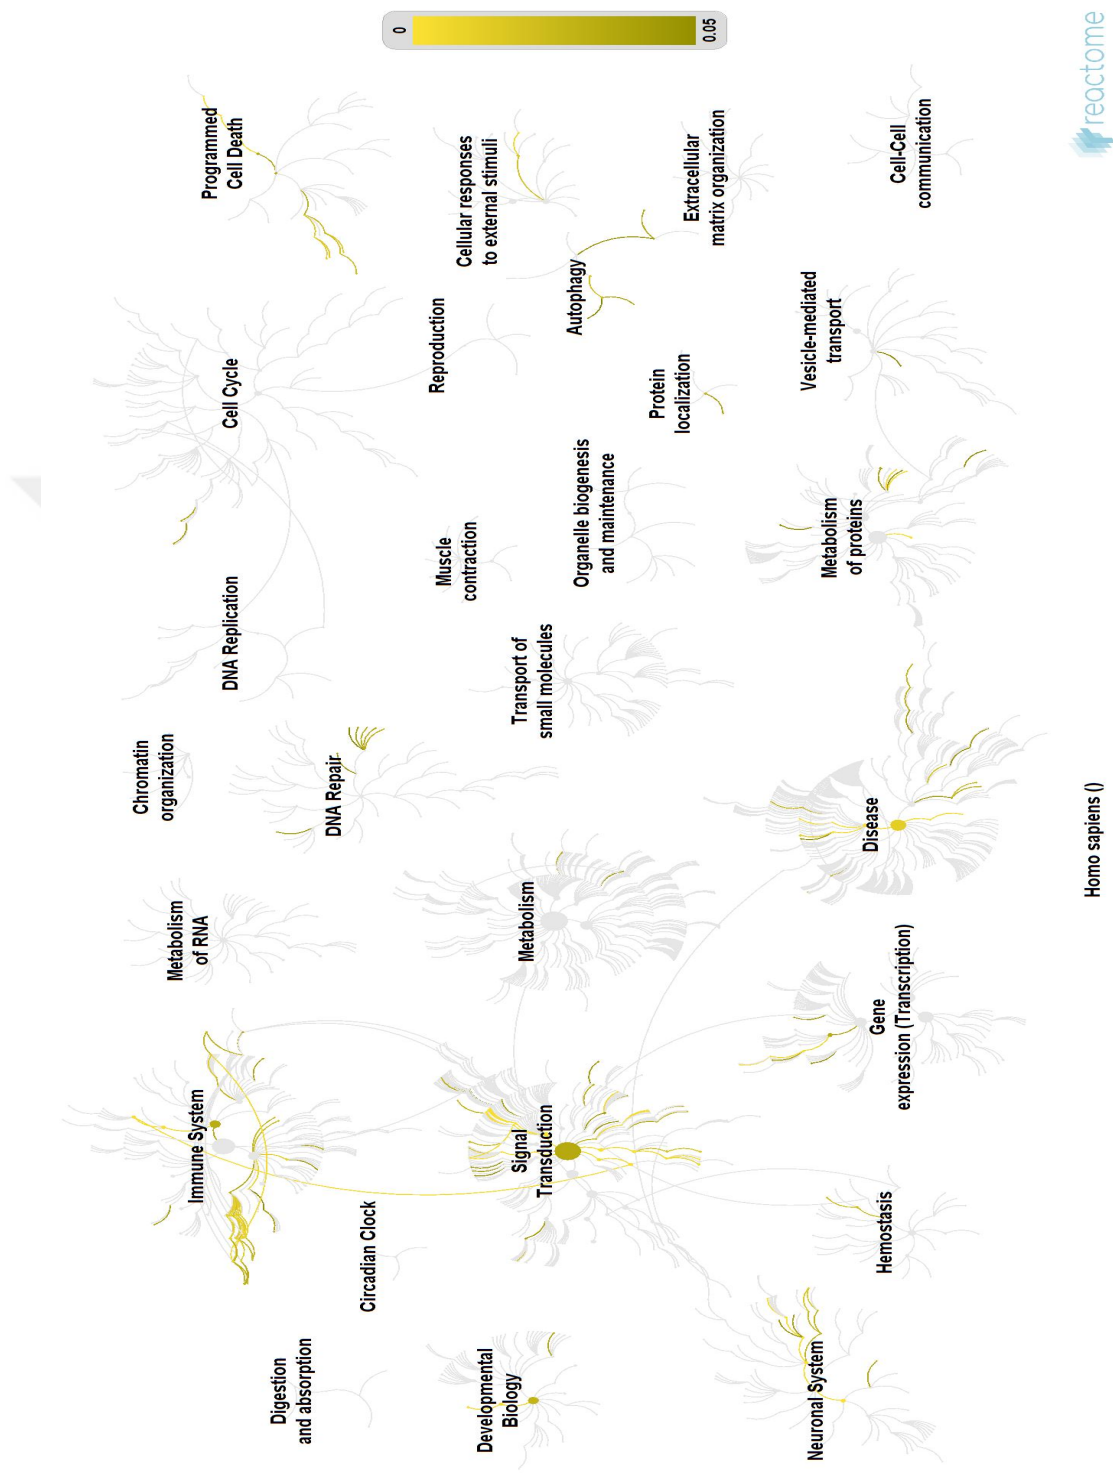 Immune System
Metabolism
of RNA
Chromatin
organization
DNA Replication
Cell Cycle
Programmed
Cell Death
Digestion
and absorption
Circadian Clock
DNA Repair
0
0.05
Developmental
Biology
Signal
Transduction
Metabolism
Transport of
small molecules
Muscle
contraction
Reproduction
Cellular responses
to external stimuli
Organelle biogenesis
and maintenance
Autophagy
Protein
localization
Extracellular
matrix organization
Neuronal System
Hemostasis
Gene
expression (Transcription)
Disease
Metabolism
of proteins
Vesicle-mediated
transport
Cell-Cell
communication
Homo sapiens ()
reactome